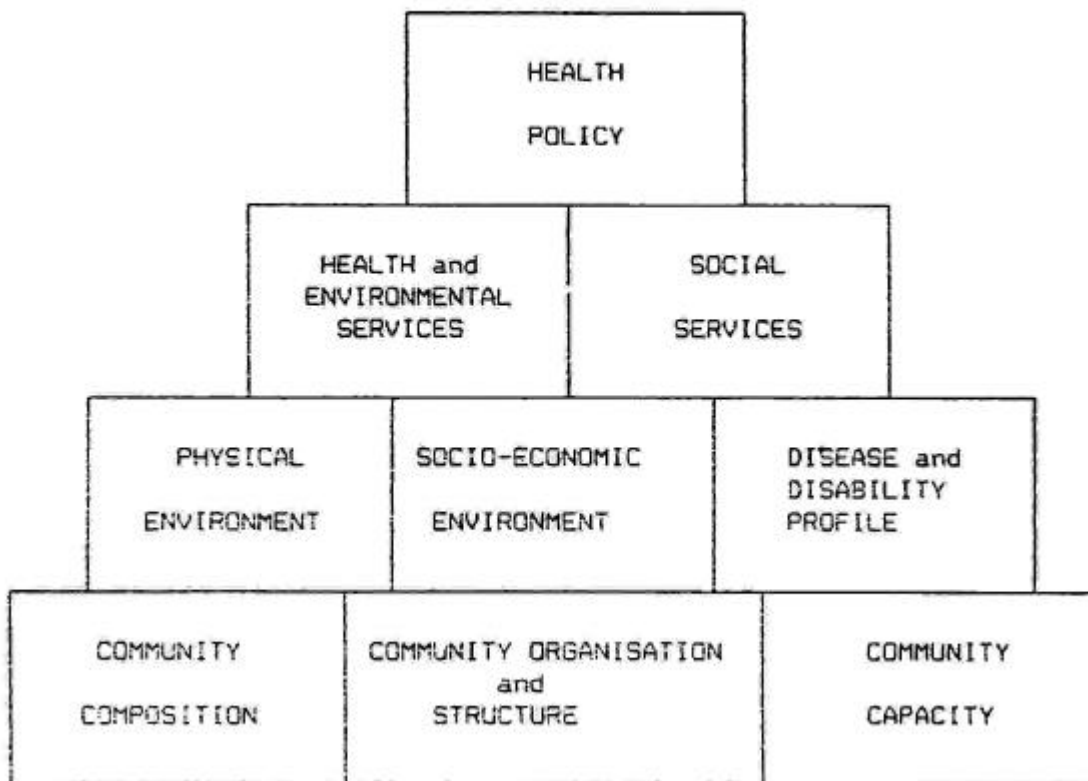 HEALTH
POLICY
HEALTH and
ENVIRONMENTAL
SERVICES
SOCIAL
SERVICES
PHYSICAL
ENVIRONMENT
SOCIO-ECONOMIC
ENVIRONMENT
DISEASE and
DISABILITY
PROFILE
COMMUNITY
COMPOSITION
COMMUNITY ORGANISATION
and
STRUCTURE
COMMUNITY
CAPACITY